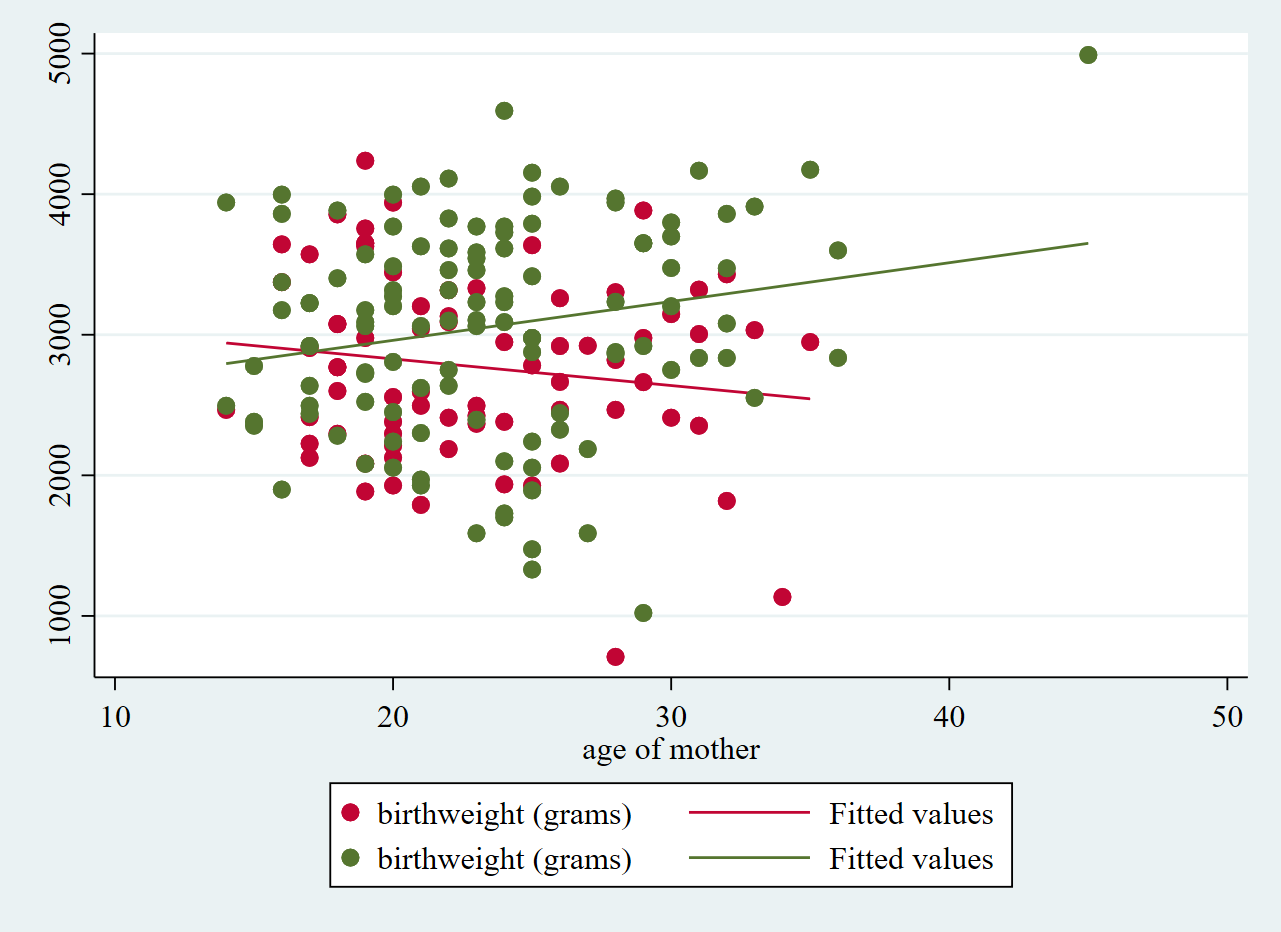 5000
4000
3000
2000
1000
10 20 30 40 50
age of mother
birthweight (grams) Fitted values
birthweight (grams) Fitted values